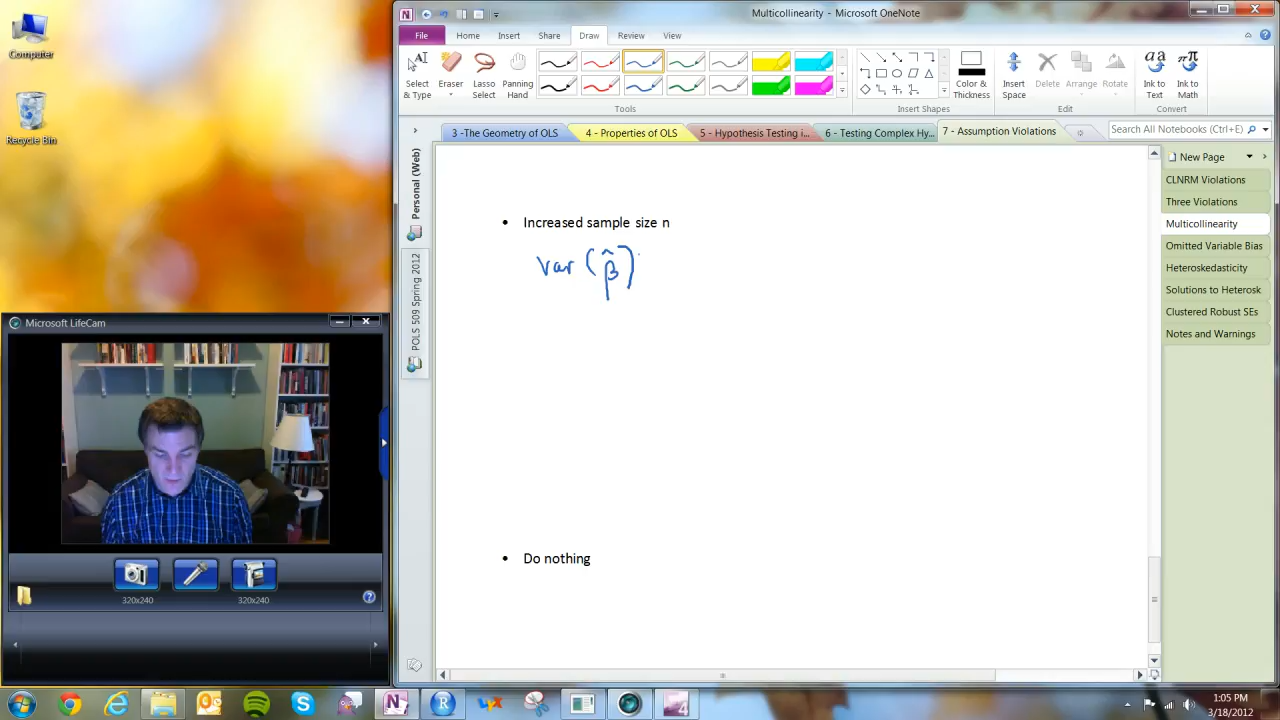 Computer
Recycle Bin
Microsoft LifeCam
320x240
320x240
Multicollinearity - Microsoft OneNote
File
Home
Insert
Share
Draw
Review
View
Select & Type
Eraser
Lasso Select
Panning Hand
Color & Thickness
Insert Space
Delete
Arrange
Rotate
Ink to Text
Ink to Math
Tools
Insert Shapes
Edit
Convert
3 -The Geometry of OLS
4 - Properties of OLS
5 - Hypothesis Testing i...
6 - Testing Complex Hy...
7 - Assumption Violations
Search All Notebooks (Ctrl+E)
Personal (Web)
POLS 509 Spring 2012
• Increased sample size n
Var (β̂)
• Do nothing
New Page
CLNRM Violations
Three Violations
Multicollinearity
Omitted Variable Bias
Heteroskedasticity
Solutions to Heterosk
Clustered Robust SEs
Notes and Warnings
1:05 PM
3/18/2012